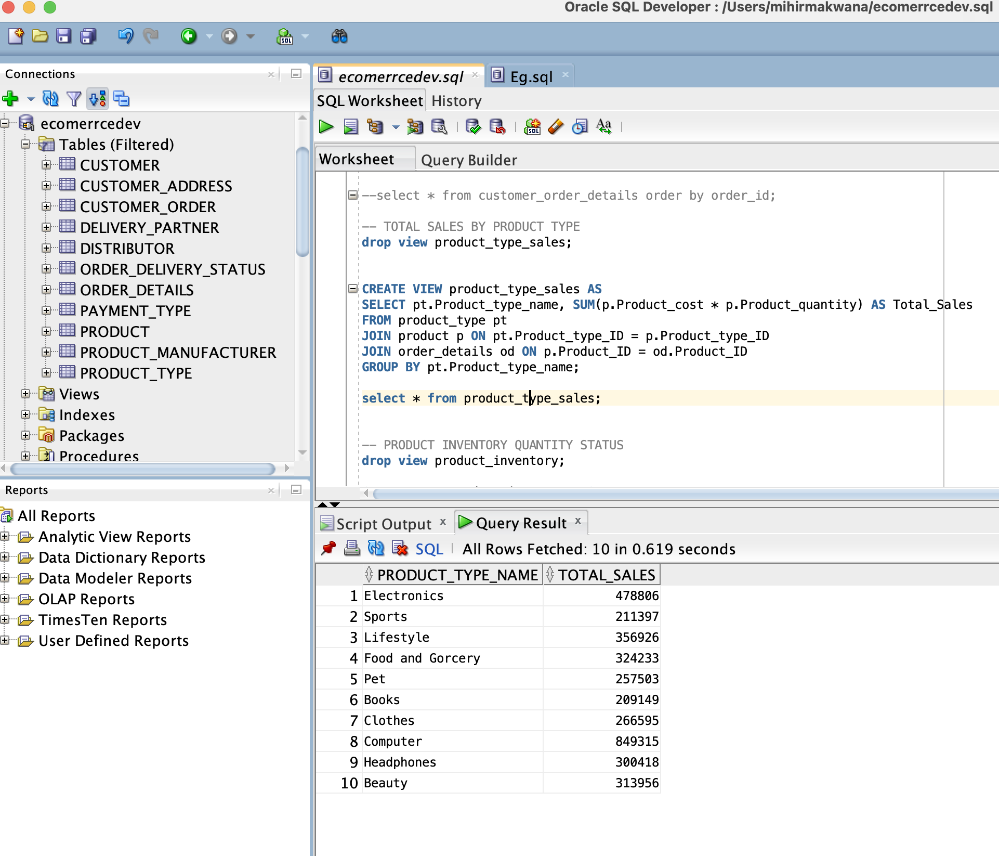 Oracle SQL Developer : /Users/mihirmakwana/ecomerrcedev.sql
Connections
ecomerrcedev
Tables (Filtered)
CUSTOMER
CUSTOMER_ADDRESS
CUSTOMER_ORDER
DELIVERY_PARTNER
DISTRIBUTOR
ORDER_DELIVERY_STATUS
ORDER_DETAILS
PAYMENT_TYPE
PRODUCT
PRODUCT_MANUFACTURER
PRODUCT_TYPE
Views
Indexes
Packages
Procedures
Reports
All Reports
Analytic View Reports
Data Dictionary Reports
Data Modeler Reports
OLAP Reports
TimesTen Reports
User Defined Reports
ecomerrcedev.sql Eg.sql
SQL Worksheet History
Worksheet Query Builder
--select * from customer_order_details order by order_id;
-- TOTAL SALES BY PRODUCT TYPE
drop view product_type_sales;
CREATE VIEW product_type_sales AS
SELECT pt.Product_type_name, SUM(p.Product_cost * p.Product_quantity) AS Total_Sales
FROM product_type pt
JOIN product p ON pt.Product_type_ID = p.Product_type_ID
JOIN order_details od ON p.Product_ID = od.Product_ID
GROUP BY pt.Product_type_name;
select * from product_type_sales;
-- PRODUCT INVENTORY QUANTITY STATUS
drop view product_inventory;
Script Output Query Result
SQL All Rows Fetched: 10 in 0.619 seconds
PRODUCT_TYPE_NAME TOTAL_SALES
1 Electronics 478806
2 Sports 211397
3 Lifestyle 356926
4 Food and Gorcery 324233
5 Pet 257503
6 Books 209149
7 Clothes 266595
8 Computer 849315
9 Headphones 300418
10 Beauty 313956